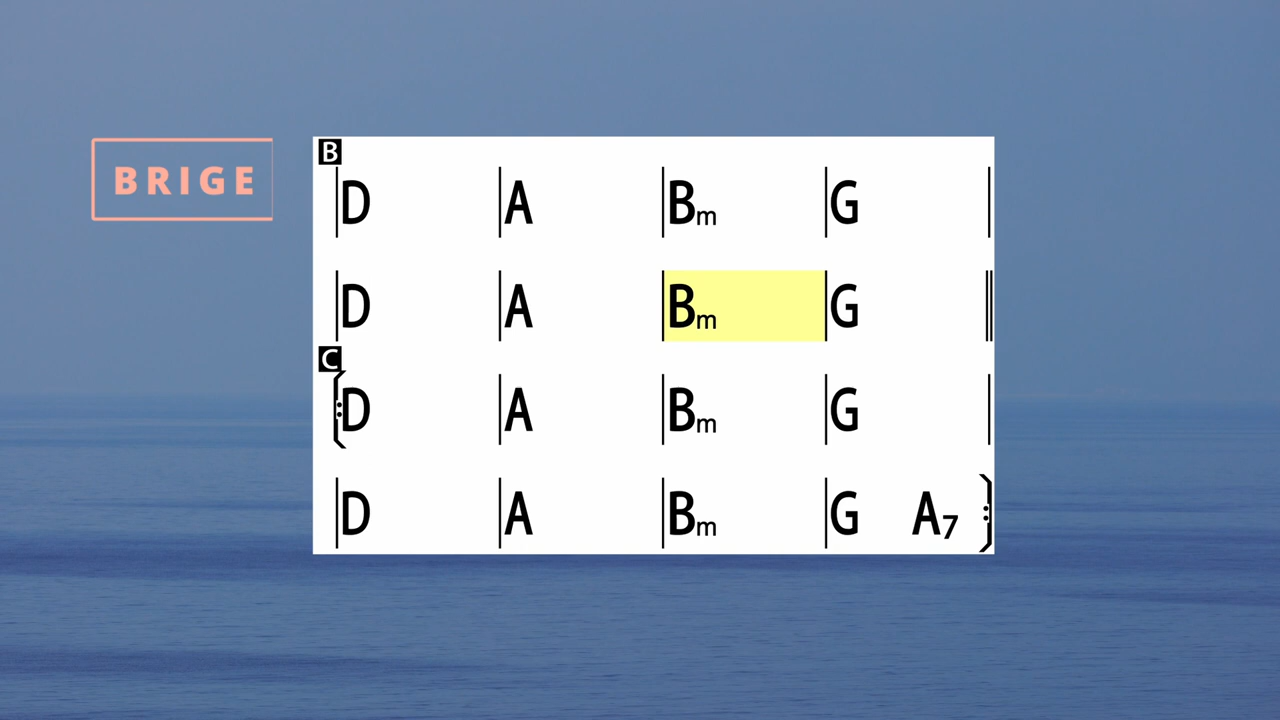 BRIGE
B
D A Bm G
D A Bm G
C
D A Bm G
D A Bm G A7